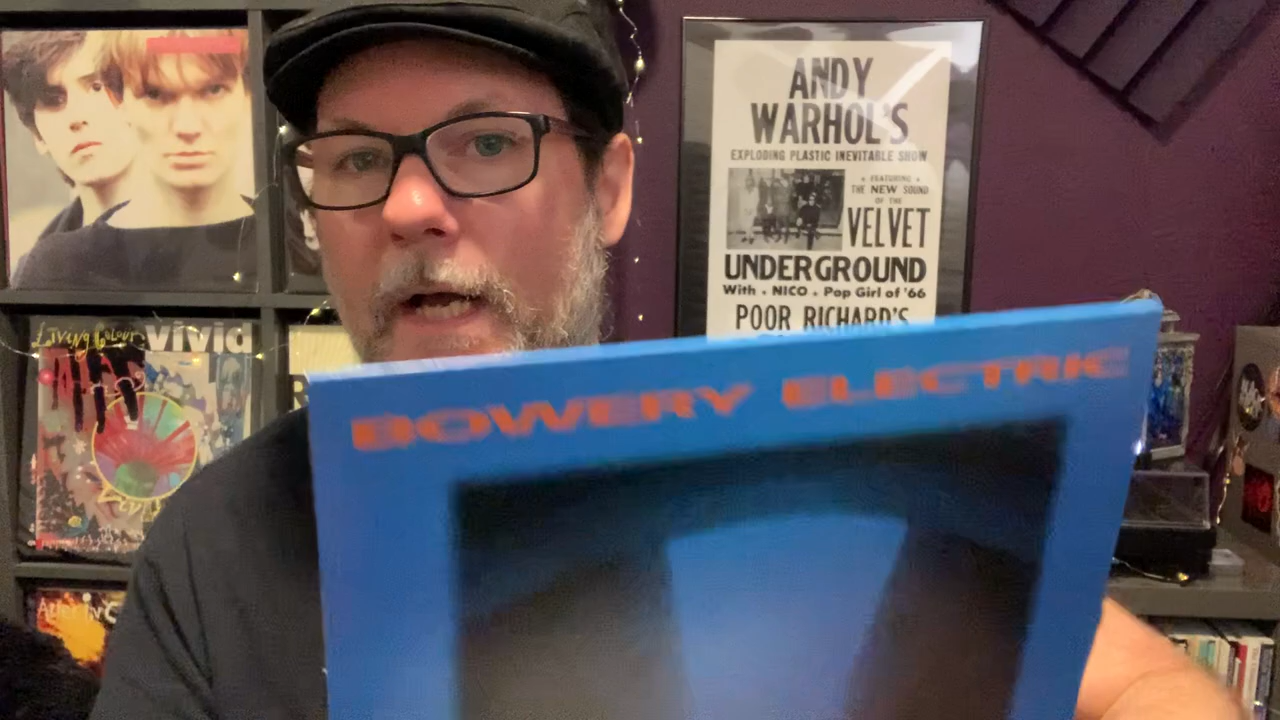 ANDY
WARHOL'S
EXPLODING PLASTIC INEVITABLE SHOW
• FEATURING •
THE NEW SOUND
OF THE
VELVET
UNDERGROUND
With • NICO • Pop Girl of '66
POOR RICHARD'S
Living Colour Vivid
BOWERY ELECTRIC